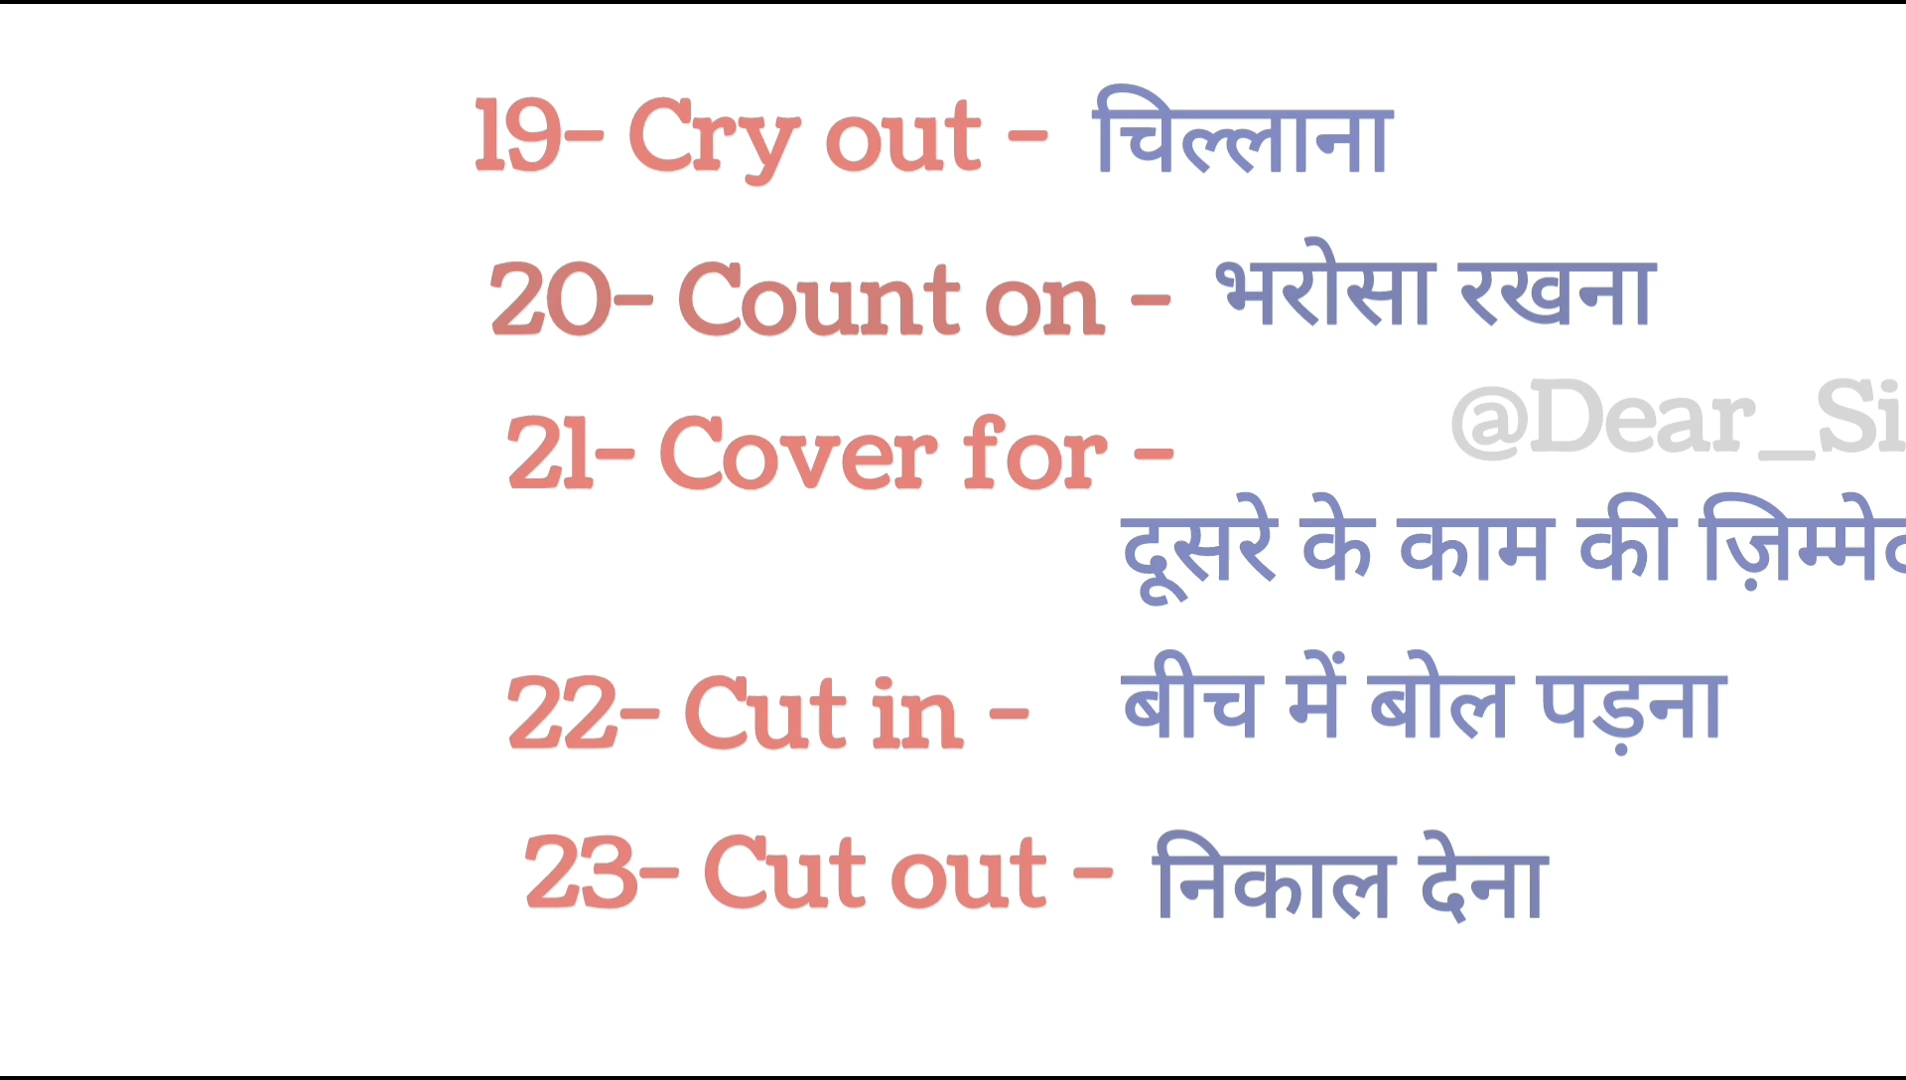 19- Cry out - चिल्लाना
20- Count on - भरोसा रखना
@Dear_Si
21- Cover for -
दूसरे के काम की
22- Cut in - बीच में बोल पड़ना
23- Cut out - निकाल देना